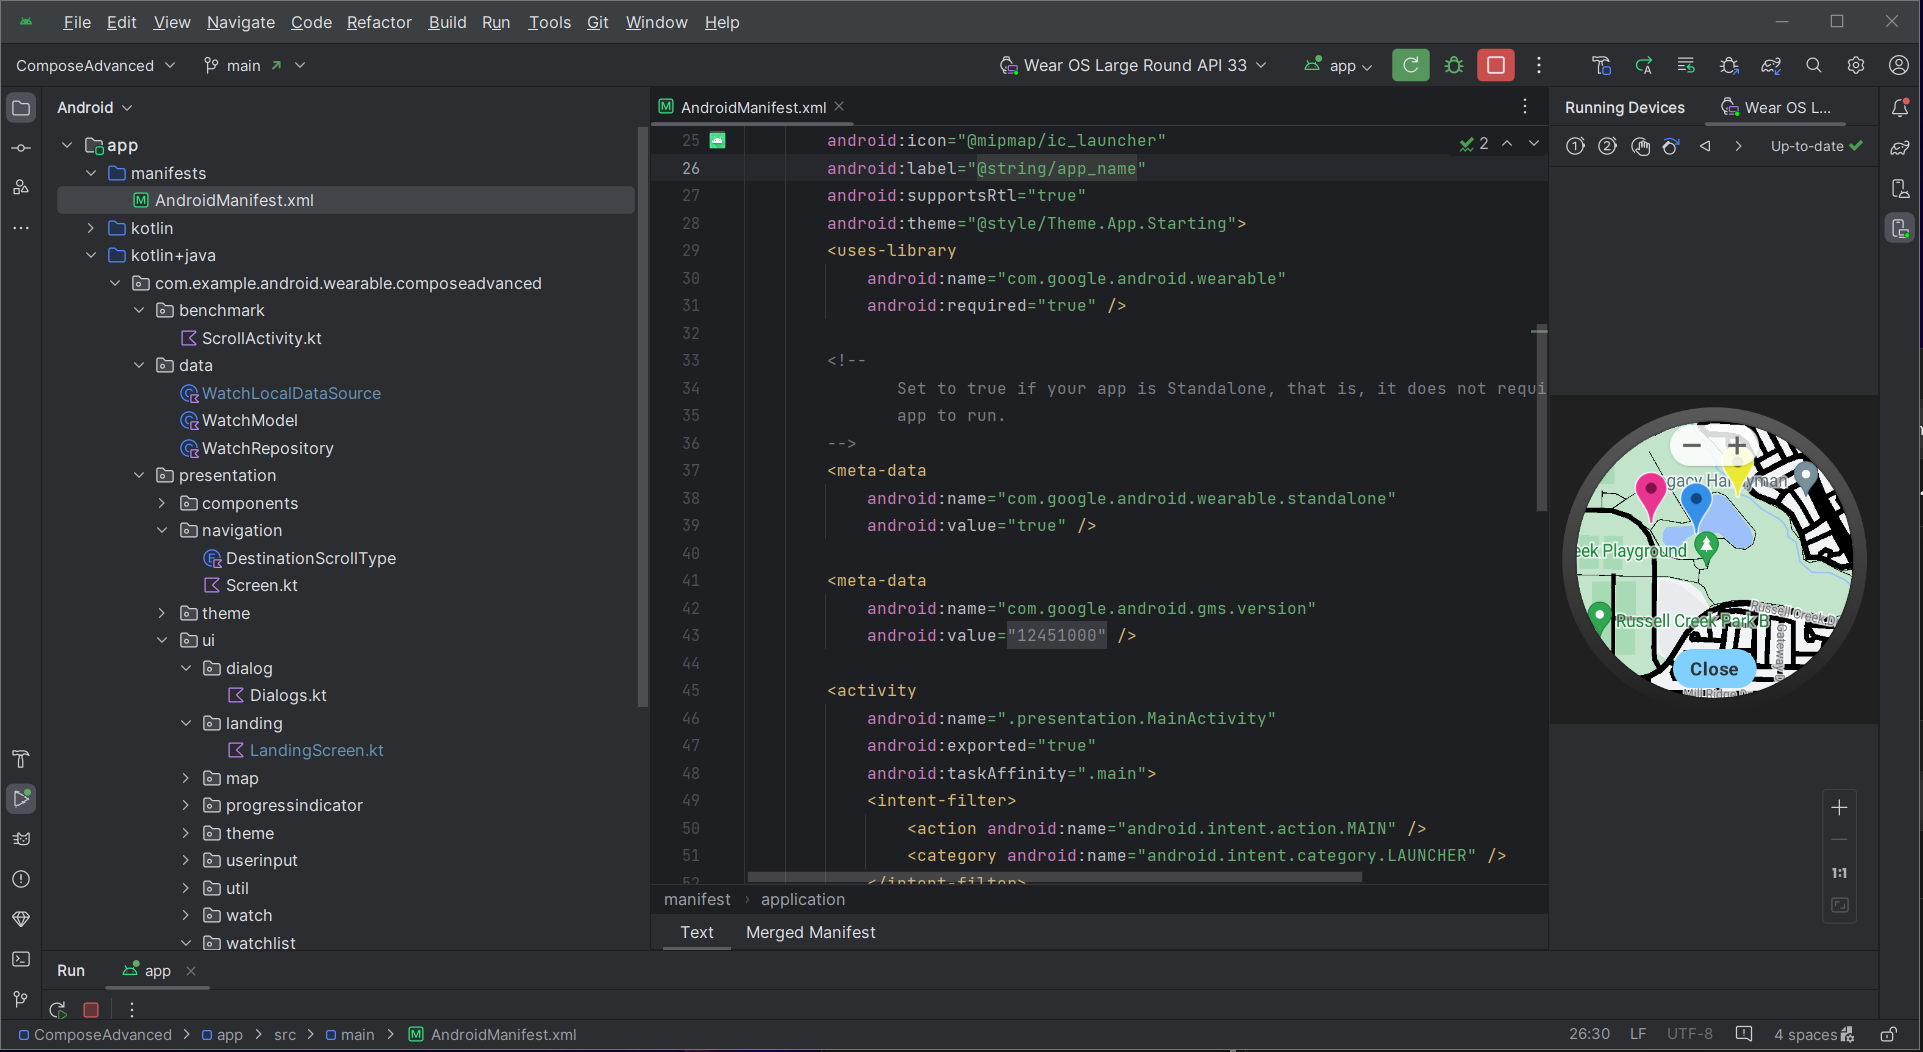 File Edit View Navigate Code Refactor Build Run Tools Git Window Help
ComposeAdvanced main Wear OS Large Round API 33 app
Android
app
manifests
AndroidManifest.xml
kotlin
kotlin+java
com.example.android.wearable.composeadvanced
benchmark
ScrollActivity.kt
data
WatchLocalDataSource
WatchModel
WatchRepository
presentation
components
navigation
DestinationScrollType
Screen.kt
theme
ui
dialog
Dialogs.kt
landing
LandingScreen.kt
map
progressindicator
theme
userinput
util
watch
watchlist
AndroidManifest.xml
2
25 android:icon="@mipmap/ic_launcher"
26 android:label="@string/app_name"
27 android:supportsRtl="true"
28 android:theme="@style/Theme.App.Starting">
29 <uses-library
30 android:name="com.google.android.wearable"
31 android:required="true" />
32
33 <!--
34 Set to true if your app is Standalone, that is, it does not requi
35 app to run.
36 -->
37 <meta-data
38 android:name="com.google.android.wearable.standalone"
39 android:value="true" />
40
41 <meta-data
42 android:name="com.google.android.gms.version"
43 android:value="12451000" />
44
45 <activity
46 android:name=".presentation.MainActivity"
47 android:exported="true"
48 android:taskAffinity=".main">
49 <intent-filter>
50 <action android:name="android.intent.action.MAIN" />
51 <category android:name="android.intent.category.LAUNCHER" />
52 </intent-filter>
manifest › application
Text Merged Manifest
Running Devices Wear OS L...
1 2 Up-to-date
gacy Handyman
eek Playground
Russell Creek D
Russell Creek Park B
Gateway
Close
1:1
Run app
ComposeAdvanced > app > src > main > AndroidManifest.xml
26:30 LF UTF-8 4 spaces